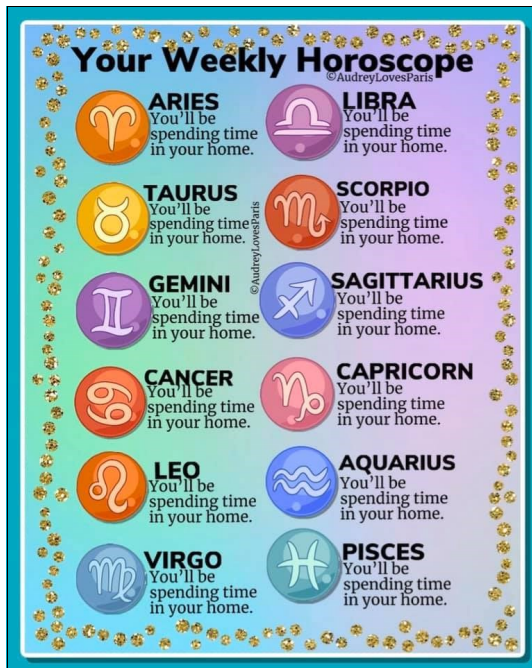 Your Weekly Horoscope
©AudreyLovesParis
ARIES
You'll be
spending time
in your home.
LIBRA
You'll be
spending time
in your home.
TAURUS
You'll be
spending time
in your home.
©AudreyLovesParis
SCORPIO
You'll be
spending time
in your home.
GEMINI
You'll be
spending time
in your home.
SAGITTARIUS
You'll be
spending time
in your home.
CANCER
You'll be
spending time
in your home.
CAPRICORN
You'll be
spending time
in your home.
LEO
You'll be
spending time
in your home.
AQUARIUS
You'll be
spending time
in your home.
VIRGO
You'll be
spending time
in your home.
PISCES
You'll be
spending time
in your home.